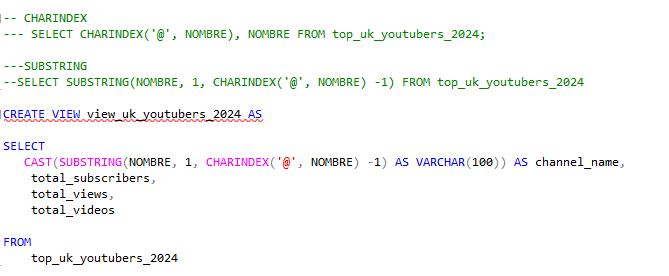 -- CHARINDEX
--- SELECT CHARINDEX('@', NOMBRE), NOMBRE FROM top_uk_youtubers_2024;
---SUBSTRING
--SELECT SUBSTRING(NOMBRE, 1, CHARINDEX('@', NOMBRE) -1) FROM top_uk_youtubers_2024
CREATE VIEW view_uk_youtubers_2024 AS
SELECT
CAST(SUBSTRING(NOMBRE, 1, CHARINDEX('@', NOMBRE) -1) AS VARCHAR(100)) AS channel_name,
total_subscribers,
total_views,
total_videos
FROM
top_uk_youtubers_2024